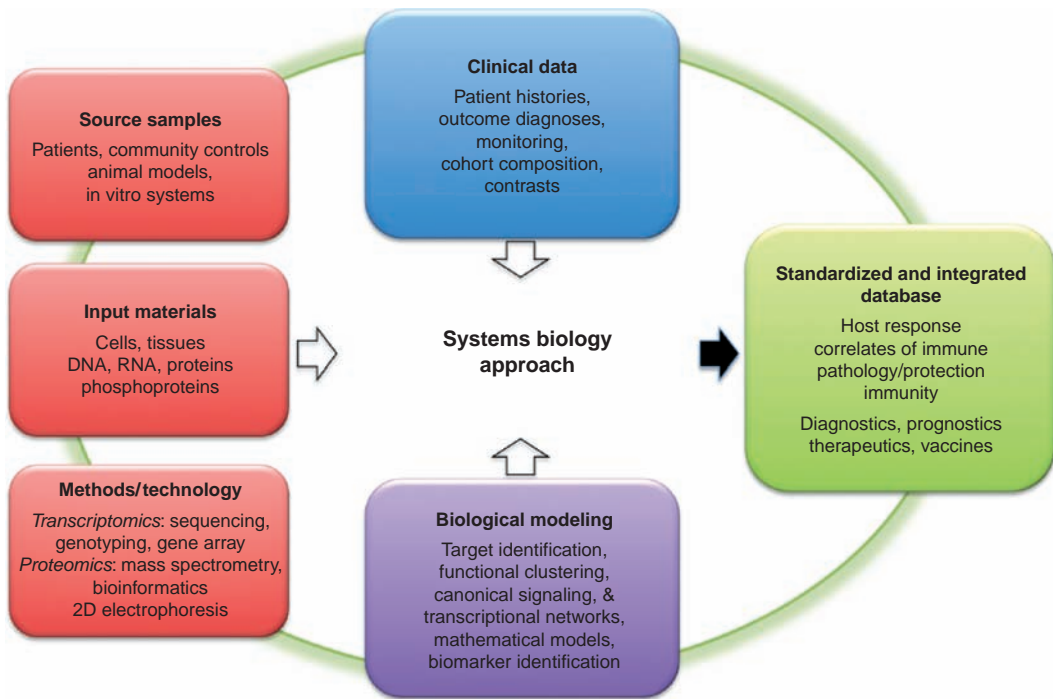 Source samples
Patients, community controls
animal models,
in vitro systems
Input materials
Cells, tissues
DNA, RNA, proteins
phosphoproteins
Methods/technology
Transcriptomics: sequencing,
genotyping, gene array
Proteomics: mass spectrometry,
bioinformatics
2D electrophoresis
Clinical data
Patient histories,
outcome diagnoses,
monitoring,
cohort composition,
contrasts
Systems biology
approach
Biological modeling
Target identification,
functional clustering,
canonical signaling, &
transcriptional networks,
mathematical models,
biomarker identification
Standardized and integrated
database
Host response
correlates of immune
pathology/protection
immunity
Diagnostics, prognostics
therapeutics, vaccines